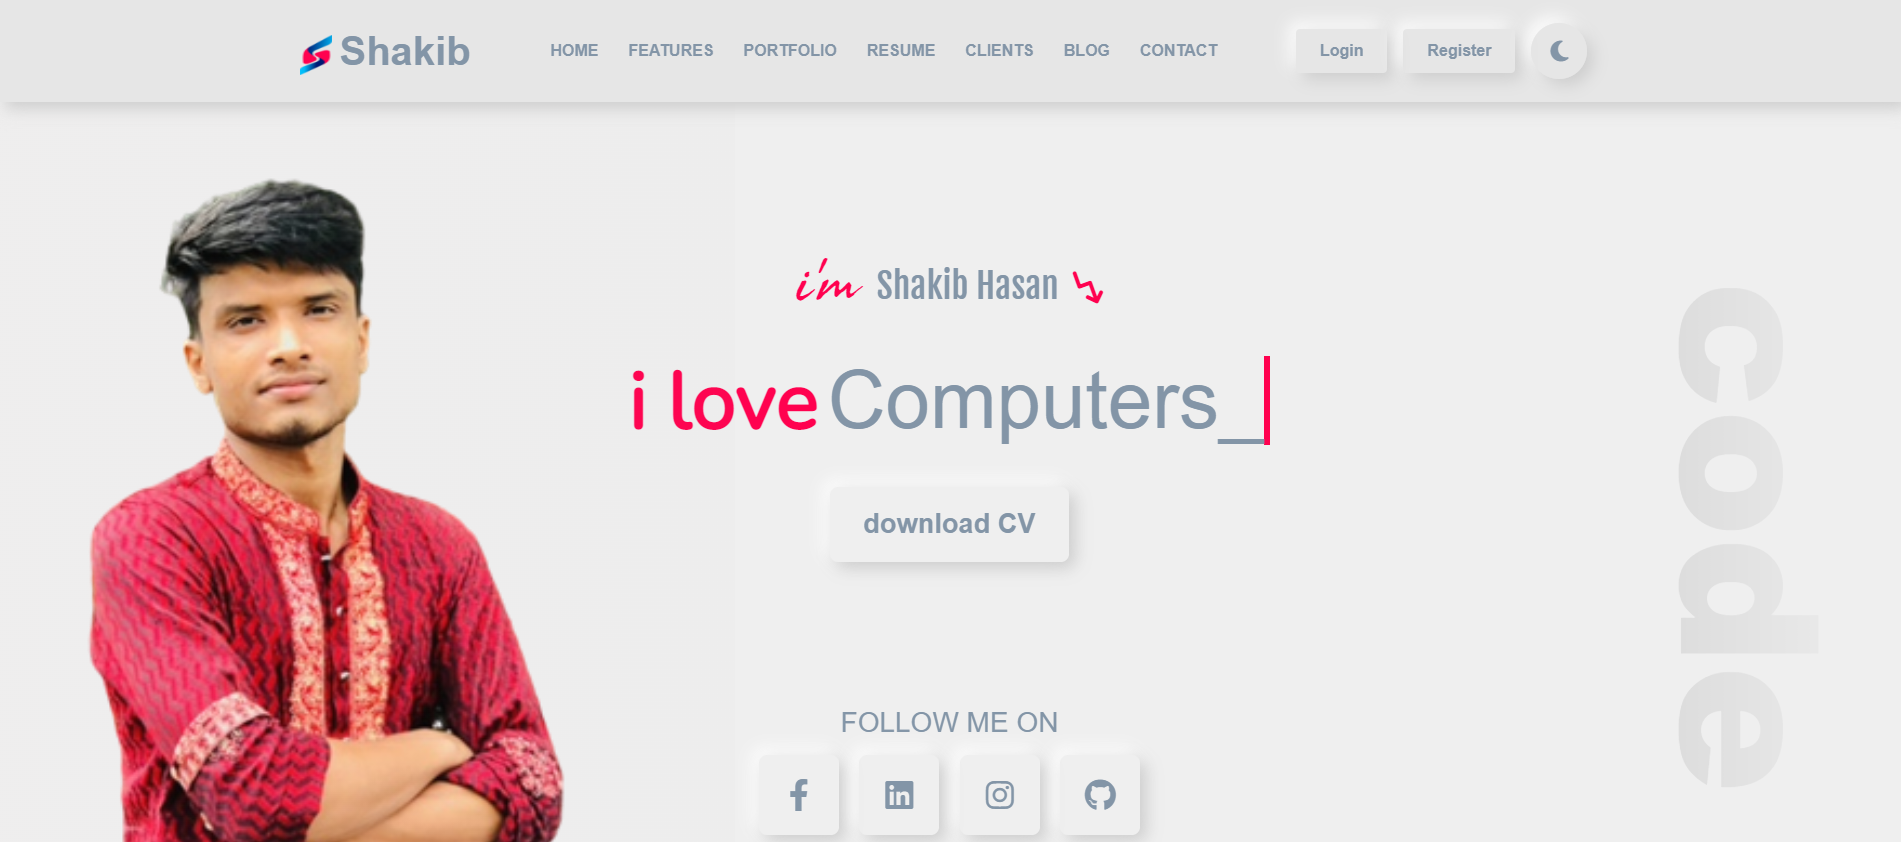 Shakib
HOME FEATURES PORTFOLIO RESUME CLIENTS BLOG CONTACT
Login Register
i'm Shakib Hasan
i love Computers_
download CV
FOLLOW ME ON
code